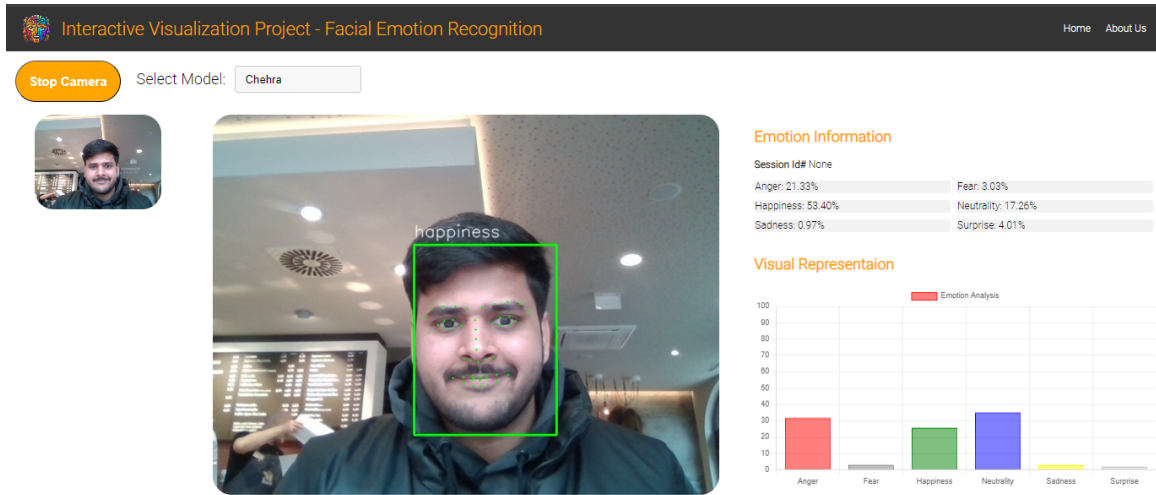 Interactive Visualization Project - Facial Emotion Recognition
Home About Us
Stop Camera
Select Model: Chehra
happiness
Emotion Information
Session Id# None
Anger: 21.33% Fear: 3.03%
Happiness: 53.40% Neutrality: 17.26%
Sadness: 0.97% Surprise: 4.01%
Visual Representaion
Emotion Analysis
100
90
80
70
60
50
40
30
20
10
0
Anger Fear Happiness Neutrality Sadness Surprise